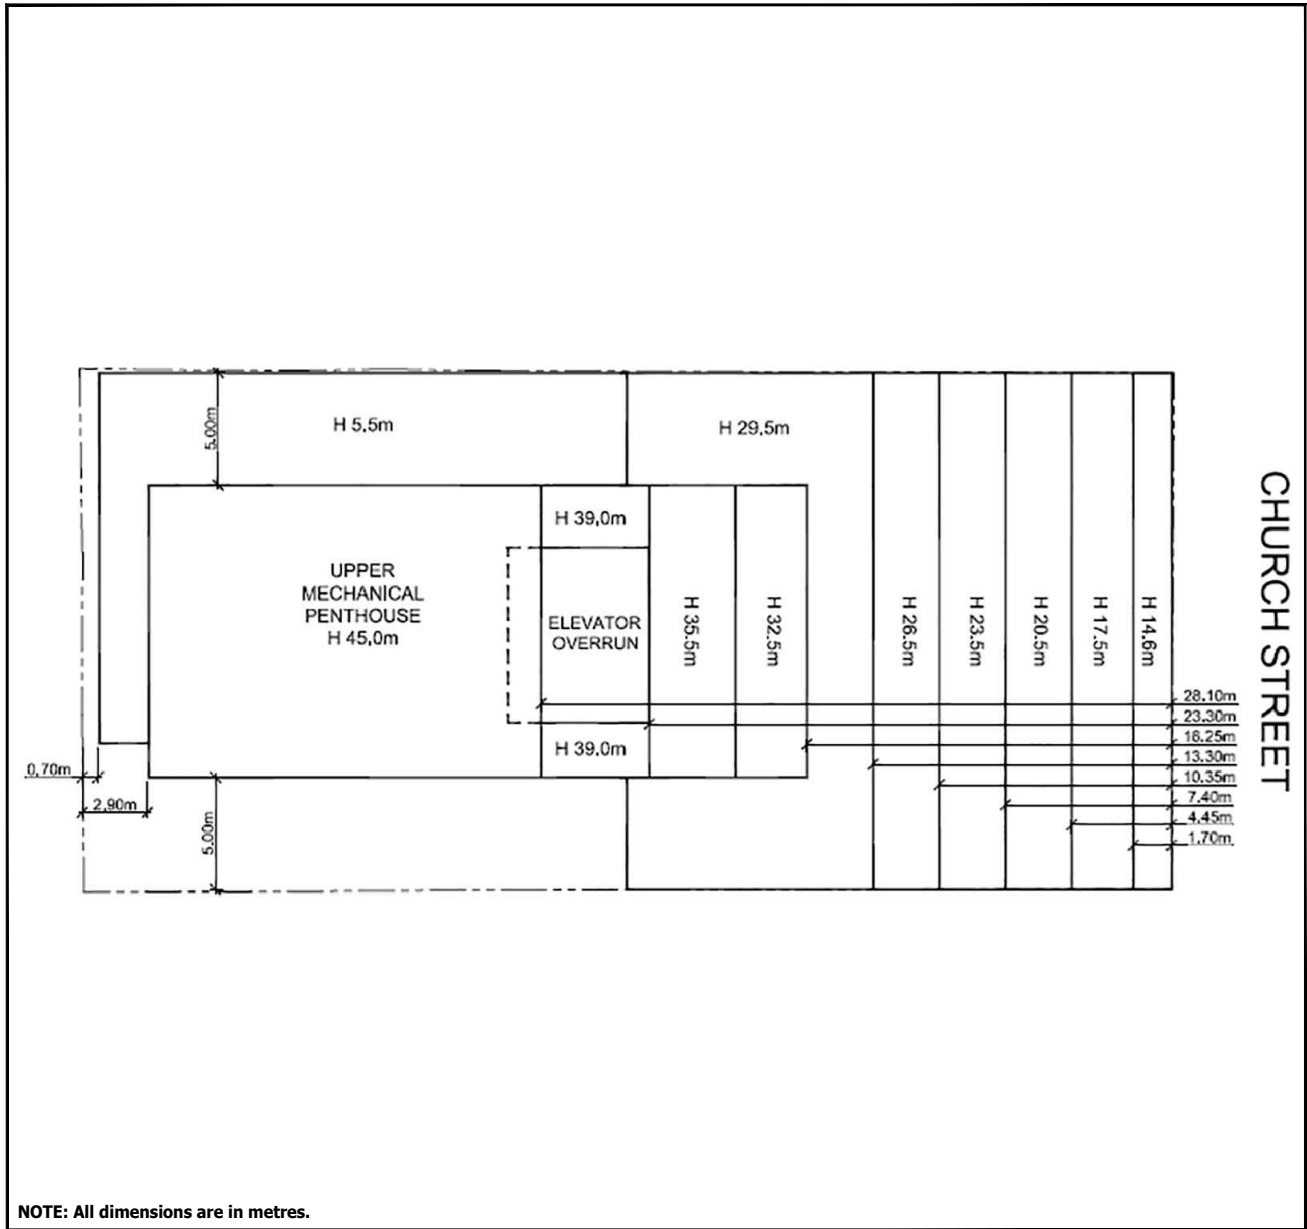 5.00m
H 5.5m
H 29.5m
H 39.0m
UPPER
MECHANICAL
PENTHOUSE
H 45.0m
ELEVATOR
OVERRUN
H 35.5m
H 32.5m
H 26.5m
H 23.5m
H 20.5m
H 17.5m
H 14.6m
CHURCH STREET
28.10m
23.30m
16.25m
13.30m
10.35m
7.40m
4.45m
1.70m
H 39.0m
0.70m
2.90m
5.00m
NOTE: All dimensions are in metres.